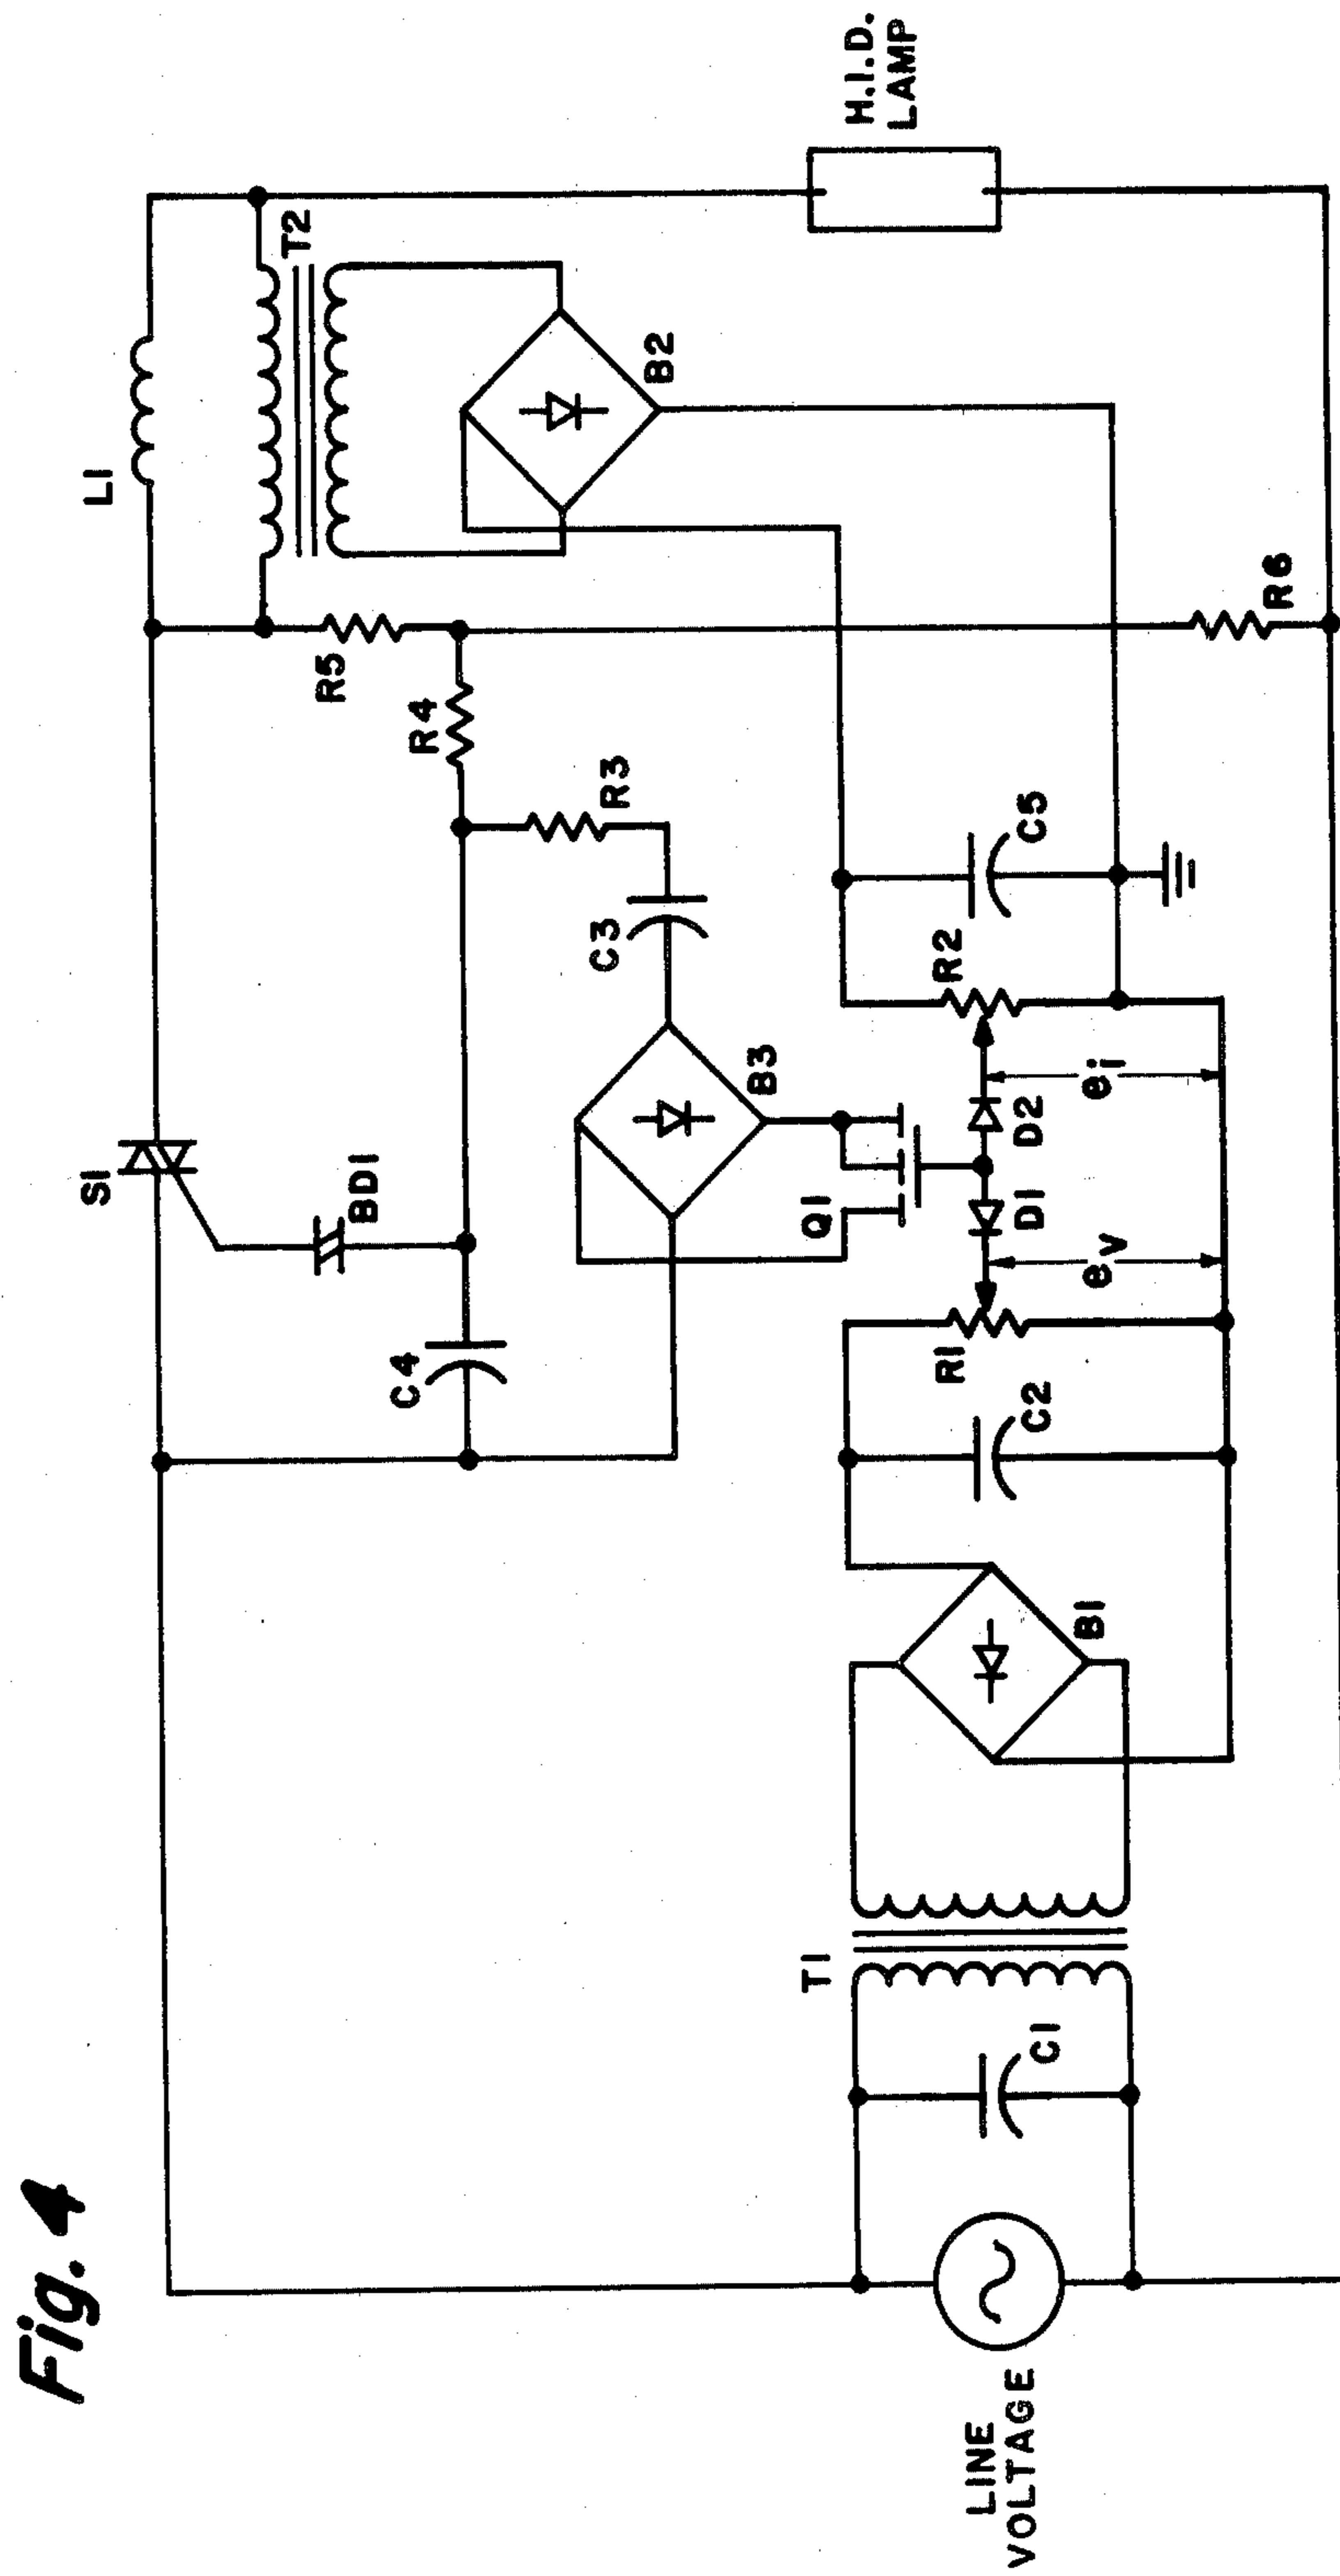 Fig. 4
S1
L1
BD1
T2
C4
R5
R4
R3
B2
C3
B3
H.I.D.
LAMP
T1
Q1
R1
D1
D2
R2
C1
B1
C2
ev
ei
C5
R6
LINE
VOLTAGE